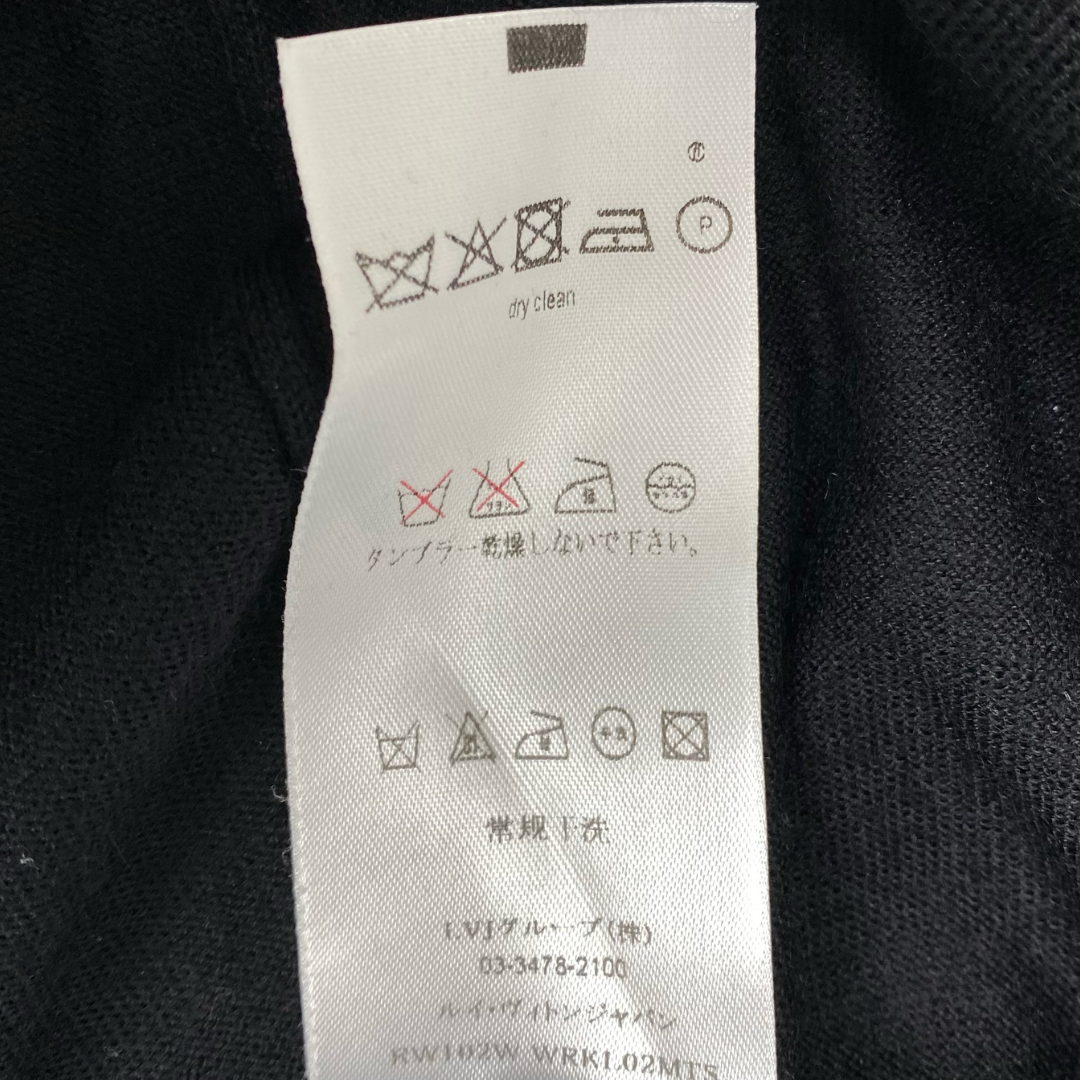 P
dry clean
タンブラー乾燥しないで下さい。
常规干洗
LVJグループ(株)
03-3478-2100
ルイ・ヴィトンジャパン
RW102W WRKL02MTS